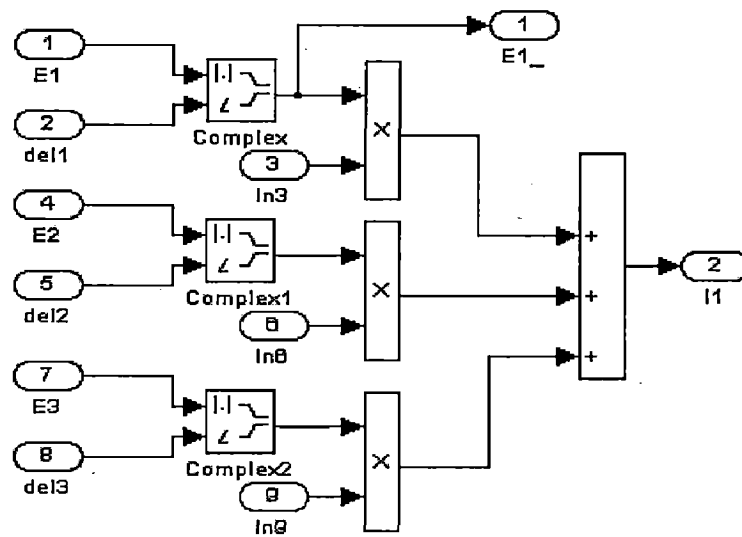 1
E1
1
E1_
|·|
∠
Complex
×
2
del1
3
In3
4
E2
|·|
∠
Complex1
×
5
del2
6
In6
+
+
+
2
I1
7
E3
|·|
∠
Complex2
×
8
del3
9
In9